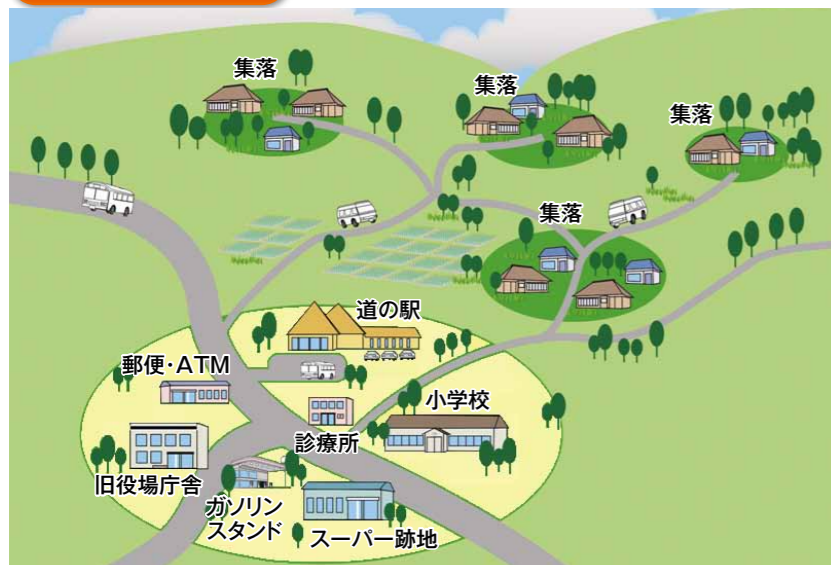 集落
集落
集落
集落
道の駅
郵便・ATM
小学校
診療所
旧役場庁舎
ガソリン
スタンド
スーパー跡地